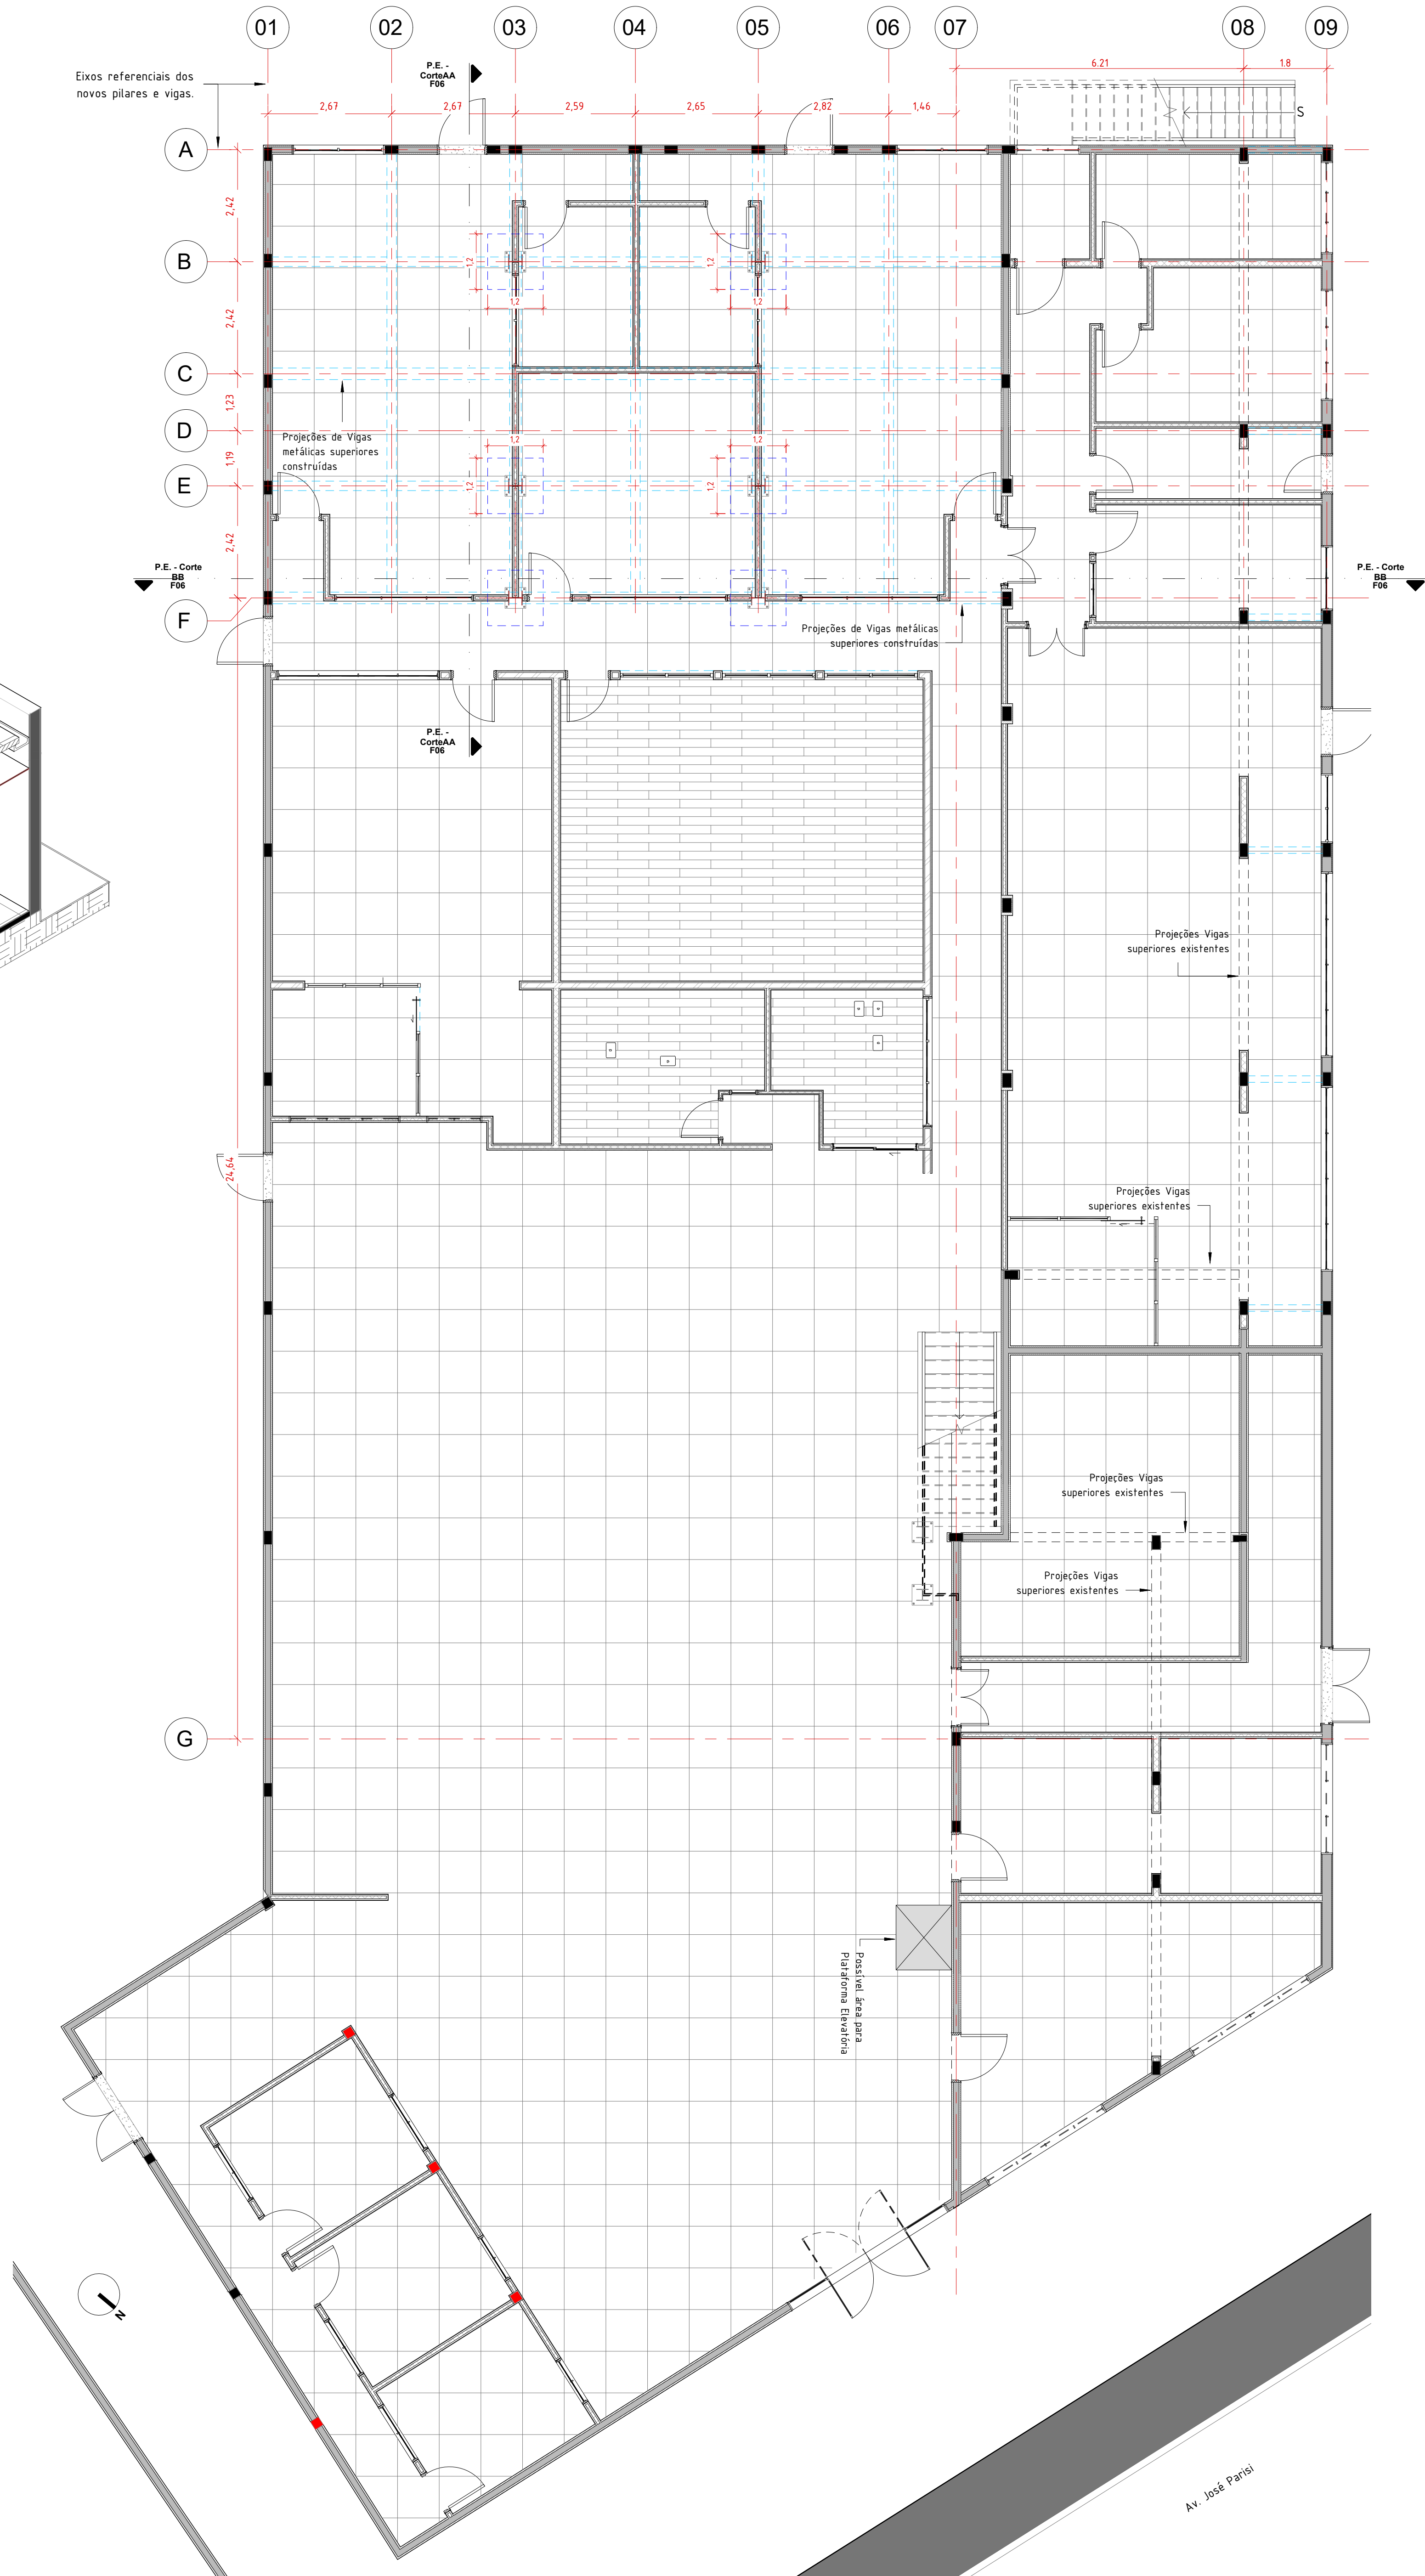 01
02
03
04
05
06
07
08
09
Eixos referenciais dos
novos pilares e vigas.
P.E. -
CorteAA
F06
6.21
1.8
2,67
2,67
2,59
2,65
2,82
1,46
S
A
2,42
B
1,2
1,2
1,2
1,2
2,42
C
1,23
D
Projeções de Vigas
metálicas superiores
construídas
1,2
1,2
1,19
E
1,2
1,2
2,42
P.E. - Corte
BB
F06
P.E. - Corte
BB
F06
F
Projeções de Vigas metálicas
superiores construídas
P.E. -
CorteAA
F06
Projeções Vigas
superiores existentes
24,64
Projeções Vigas
superiores existentes
Projeções Vigas
superiores existentes
Projeções Vigas
superiores existentes
G
Possível área para
Plataforma Elevatória
N
Av. José Parisi